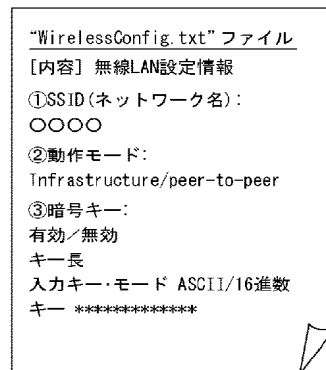 “WirelessConfig.txt”ファイル
[内容] 無線LAN設定情報
①SSID(ネットワーク名):
○○○○
②動作モード:
Infrastructure/peer-to-peer
③暗号キー:
有効/無効
キー長
入力キー・モード ASCII/16進数
キー *************